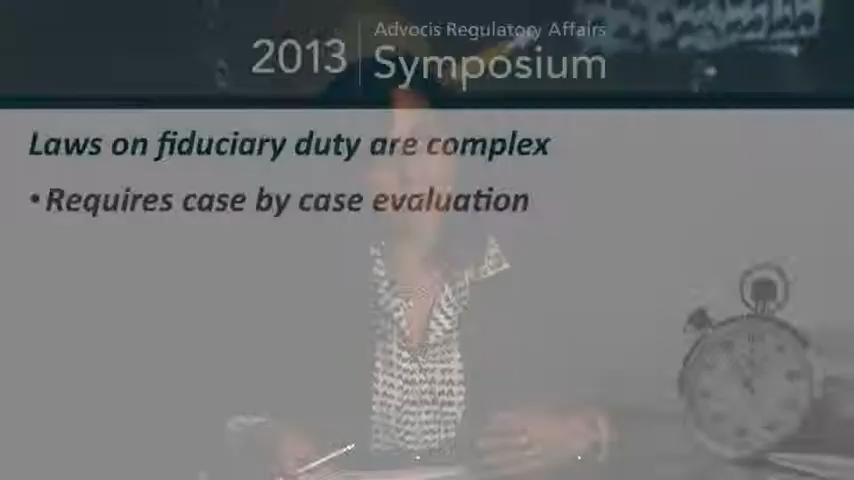 Advocis Regulatory Affairs
2013 Symposium
Laws on fiduciary duty are complex
• Requires case by case evaluation